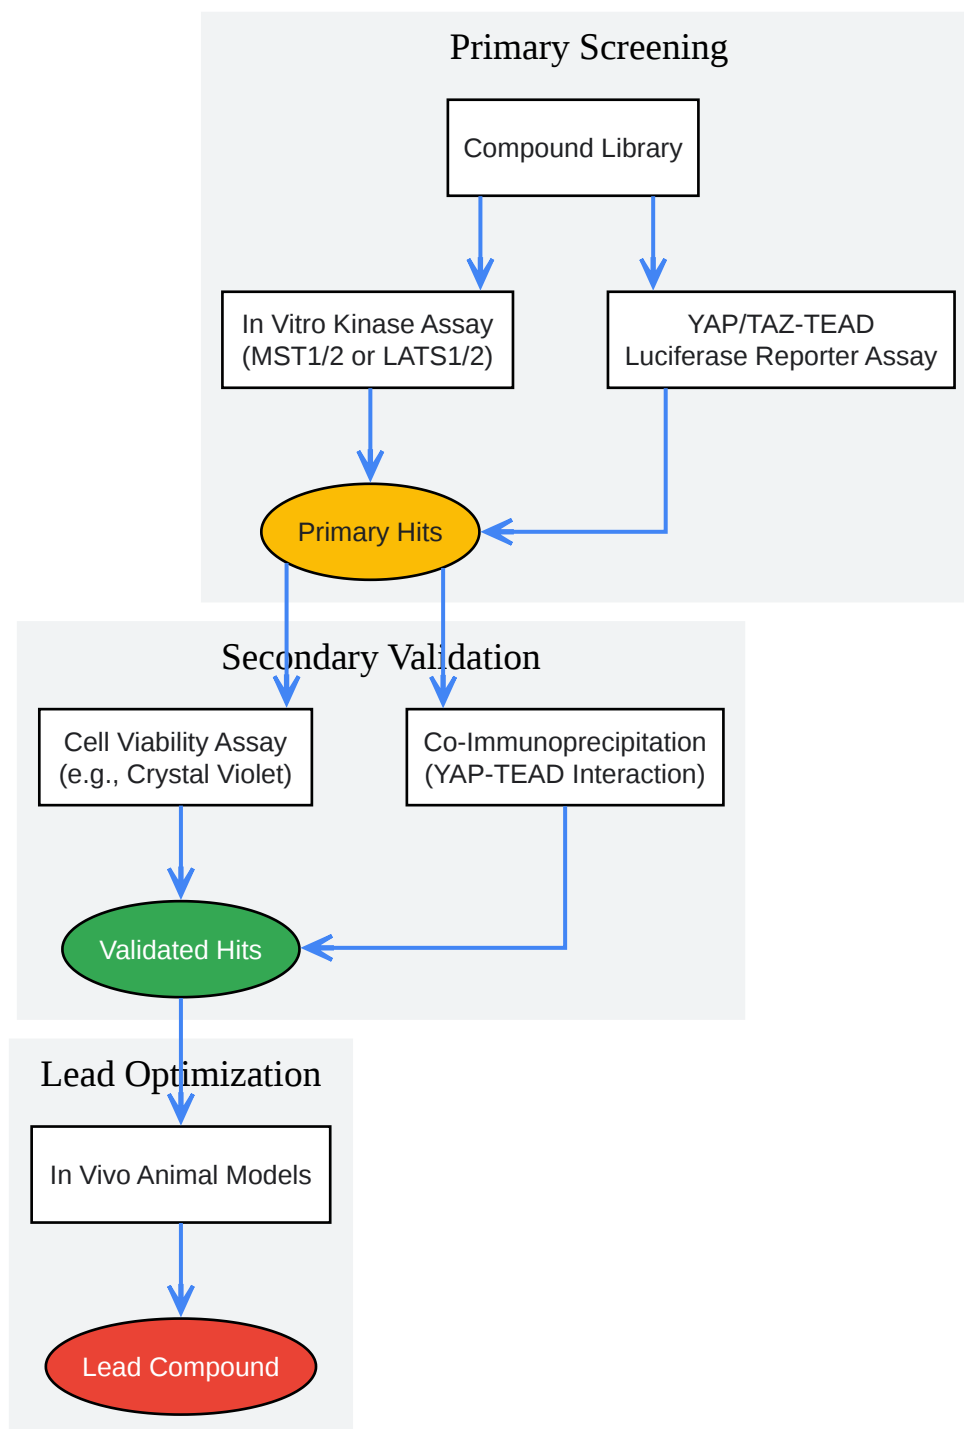 Primary Screening
Compound Library
In Vitro Kinase Assay
(MST1/2 or LATS1/2)
YAP/TAZ-TEAD
Luciferase Reporter Assay
Primary Hits
Secondary Validation
Cell Viability Assay
(e.g., Crystal Violet)
Co-Immunoprecipitation
(YAP-TEAD Interaction)
Validated Hits
Lead Optimization
In Vivo Animal Models
Lead Compound